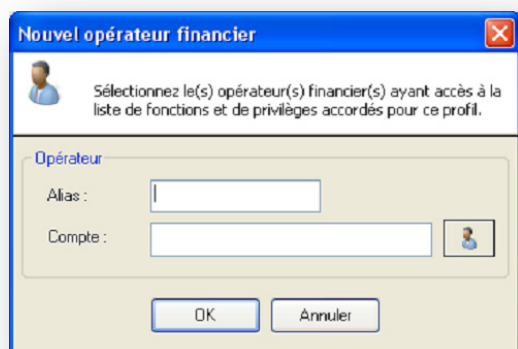 Nouvel opérateur financier
Sélectionnez le(s) opérateur(s) financier(s) ayant accès à la
liste de fonctions et de privilèges accordés pour ce profil.
Opérateur
Alias :
Compte :
OK
Annuler